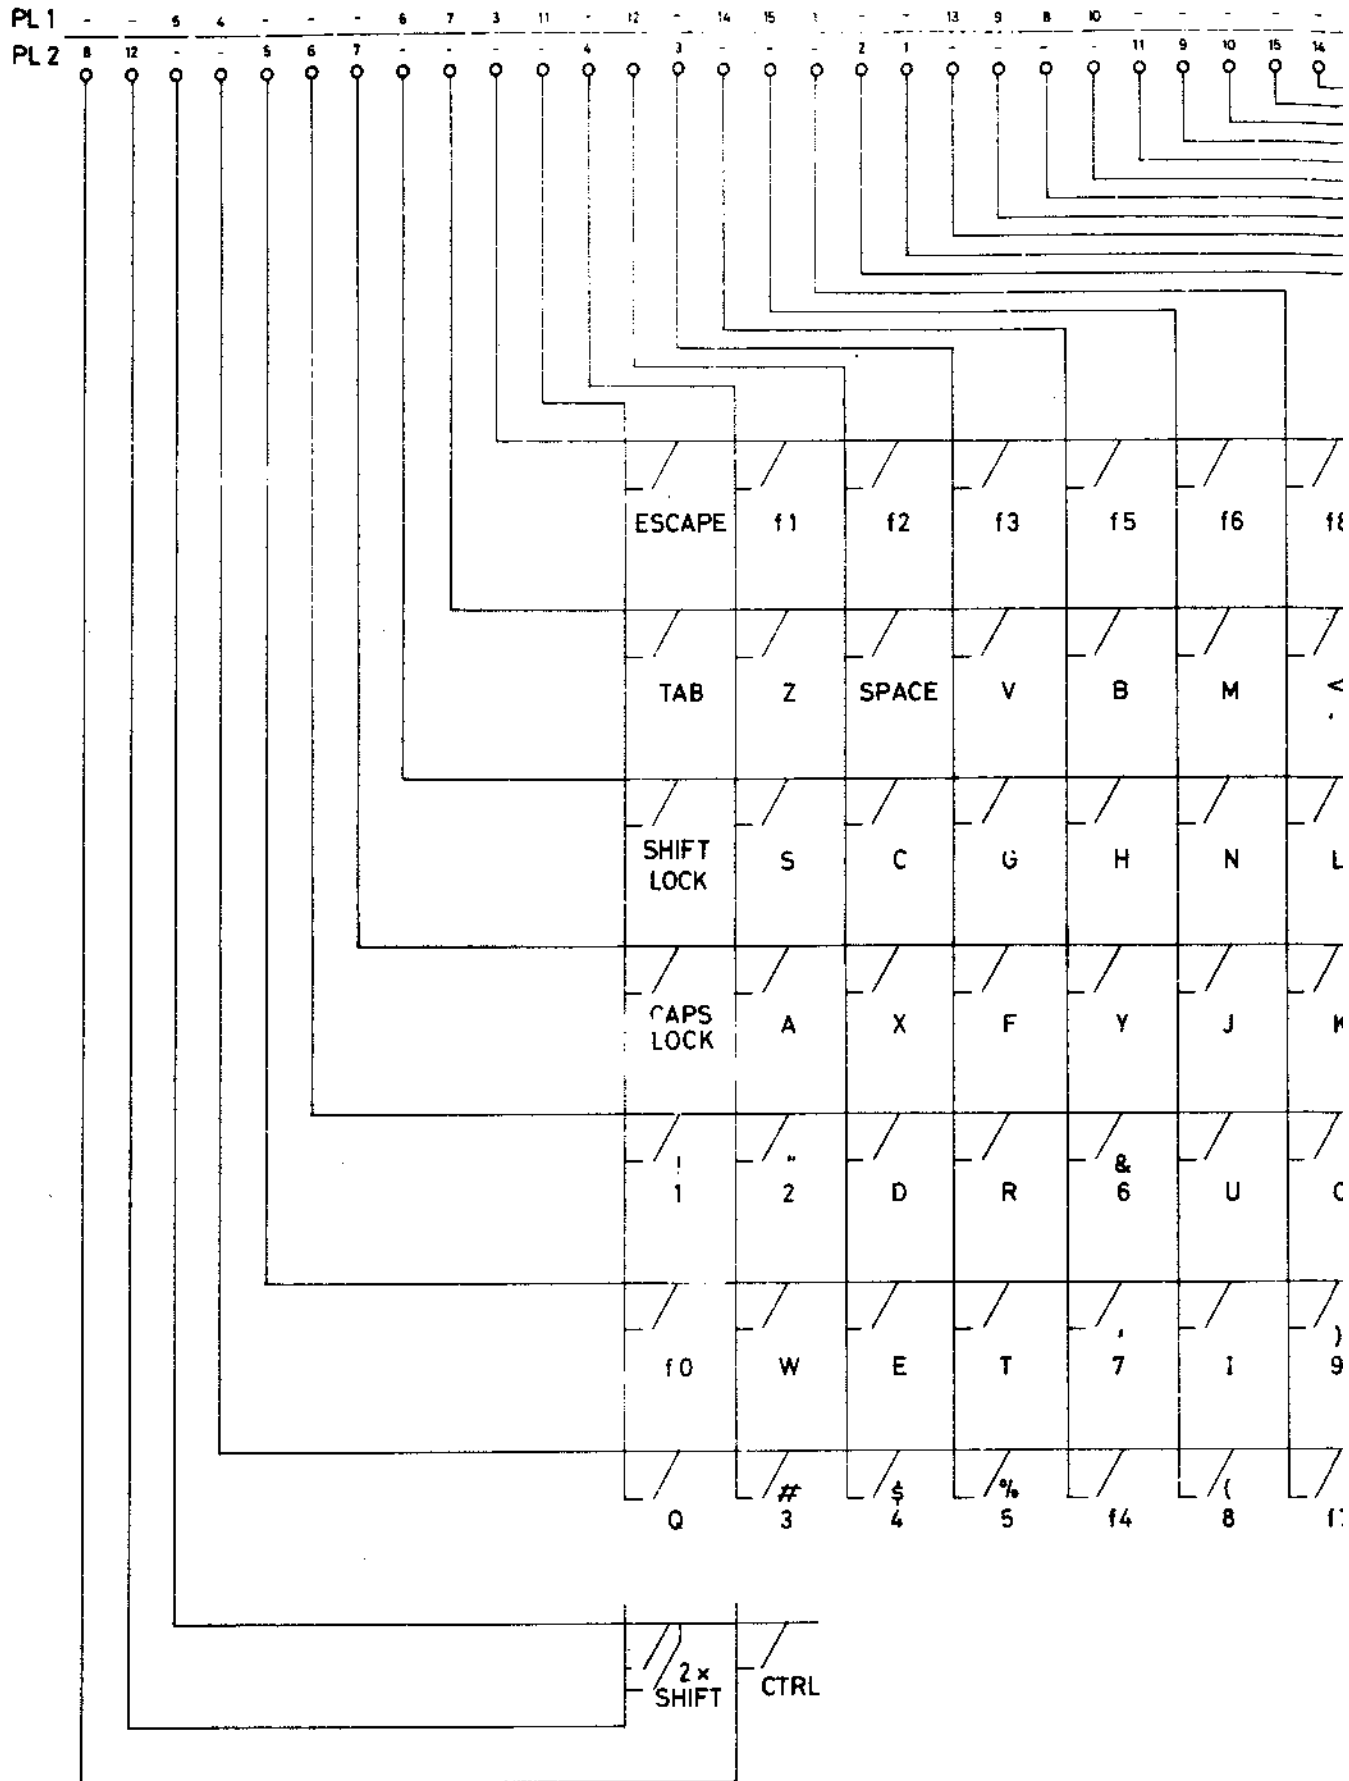 PL 1 - - 5 4 - - - 6 7 3 11 - 12 - 14 15 1 - - 13 9 8 10 - - - - -
PL 2 8 12 - - 5 6 7 - - - - 4 - 3 - - - 2 1 - - - - 11 9 10 15 14
ESCAPE f1 f2 f3 f5 f6
TAB Z SPACE V B M <
,
SHIFT
LOCK S C G H N L
CAPS
LOCK A X F Y J K
! " &
1 2 D R 6 U
' )
f0 W E T 7 I 9
# $ % (
Q 3 4 5 f4 8
2 x
SHIFT CTRL